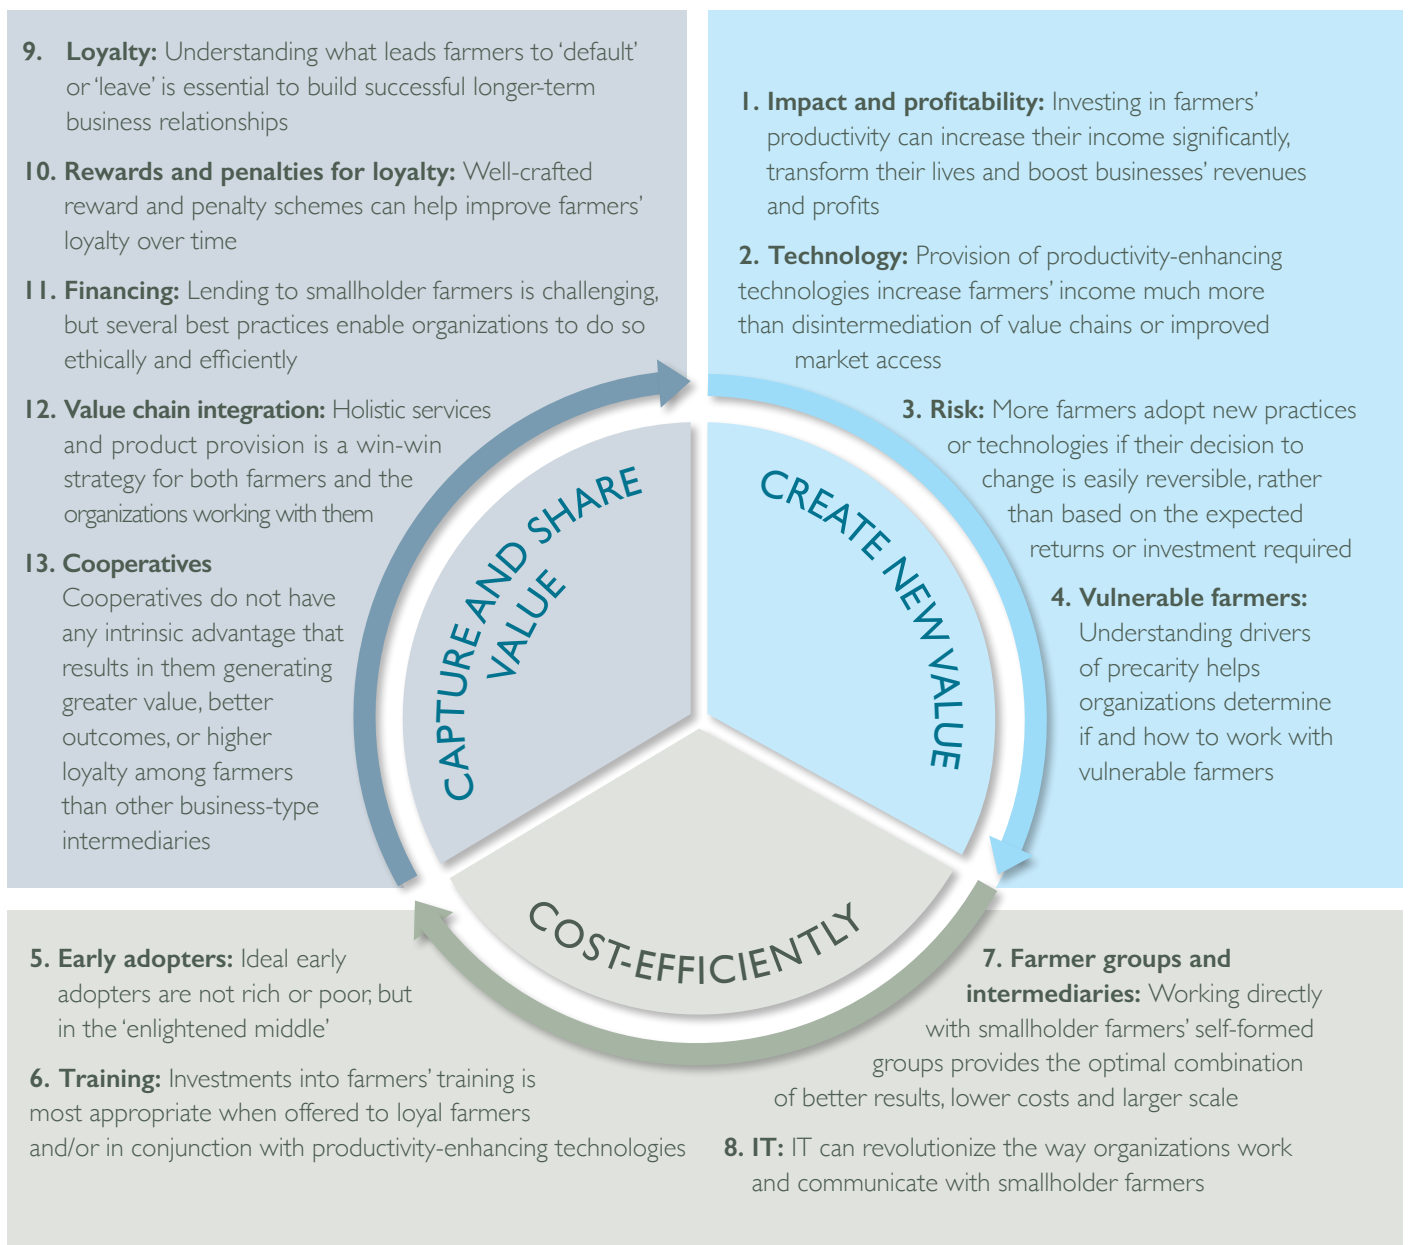 9. Loyalty: Understanding what leads farmers to ‘default’
or ‘leave’ is essential to build successful longer-term
business relationships
10. Rewards and penalties for loyalty: Well-crafted
reward and penalty schemes can help improve farmers’
loyalty over time
11. Financing: Lending to smallholder farmers is challenging,
but several best practices enable organizations to do so
ethically and efficiently
12. Value chain integration: Holistic services
and product provision is a win-win
strategy for both farmers and the
organizations working with them
13. Cooperatives
Cooperatives do not have
any intrinsic advantage that
results in them generating
greater value, better
outcomes, or higher
loyalty among farmers
than other business-type
intermediaries
1. Impact and profitability: Investing in farmers’
productivity can increase their income significantly,
transform their lives and boost businesses’ revenues
and profits
2. Technology: Provision of productivity-enhancing
technologies increase farmers’ income much more
than disintermediation of value chains or improved
market access
3. Risk: More farmers adopt new practices
or technologies if their decision to
change is easily reversible, rather
than based on the expected
returns or investment required
4. Vulnerable farmers:
Understanding drivers
of precarity helps
organizations determine
if and how to work with
vulnerable farmers
CAPTURE AND SHARE
VALUE
CREATE NEW VALUE
COST-EFFICIENTLY
5. Early adopters: Ideal early
adopters are not rich or poor, but
in the ‘enlightened middle’
6. Training: Investments into farmers’ training is
most appropriate when offered to loyal farmers
and/or in conjunction with productivity-enhancing technologies
7. Farmer groups and
intermediaries: Working directly
with smallholder farmers’ self-formed
groups provides the optimal combination
of better results, lower costs and larger scale
8. IT: IT can revolutionize the way organizations work
and communicate with smallholder farmers